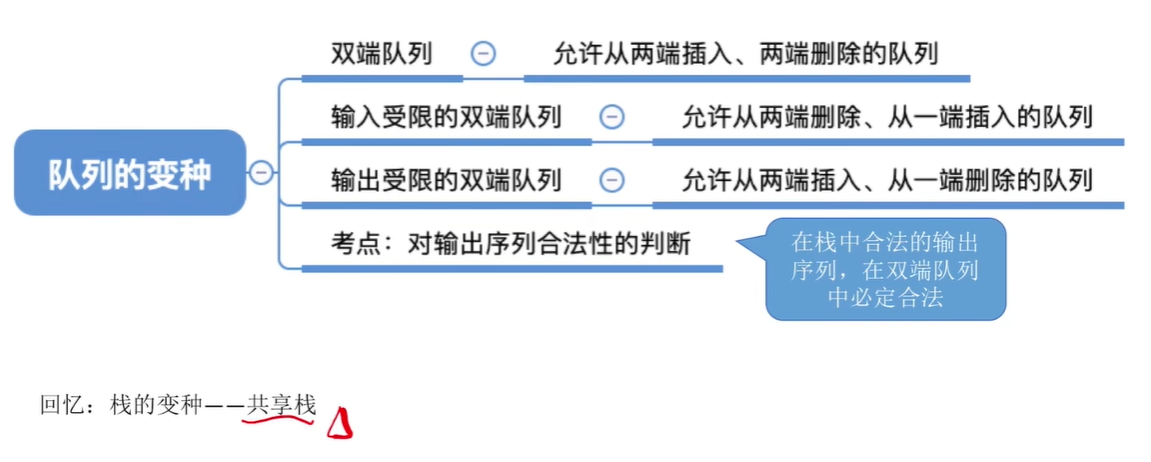 双端队列 允许从两端插入、两端删除的队列
输入受限的双端队列 允许从两端删除、从一端插入的队列
队列的变种
输出受限的双端队列 允许从两端插入、从一端删除的队列
考点：对输出序列合法性的判断
在栈中合法的输出
序列，在双端队列
中必定合法
回忆：栈的变种——共享栈